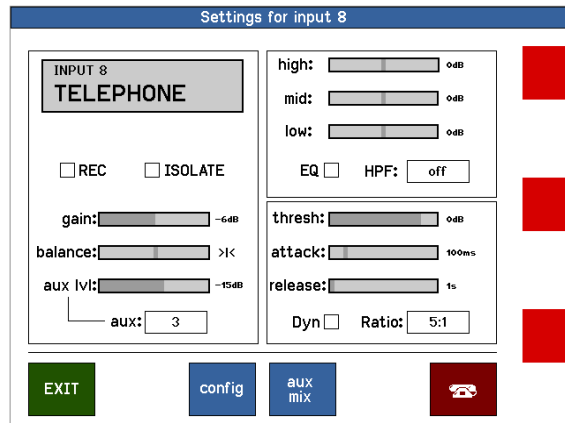 Settings for input 8
INPUT 8
TELEPHONE
REC ISOLATE
gain: -6dB
balance: >I<
aux lvl: -15dB
aux: 3
high: 0dB
mid: 0dB
low: 0dB
EQ HPF: off
thresh: 0dB
attack: 100ms
release: 1s
Dyn Ratio: 5:1
EXIT
config
aux
mix